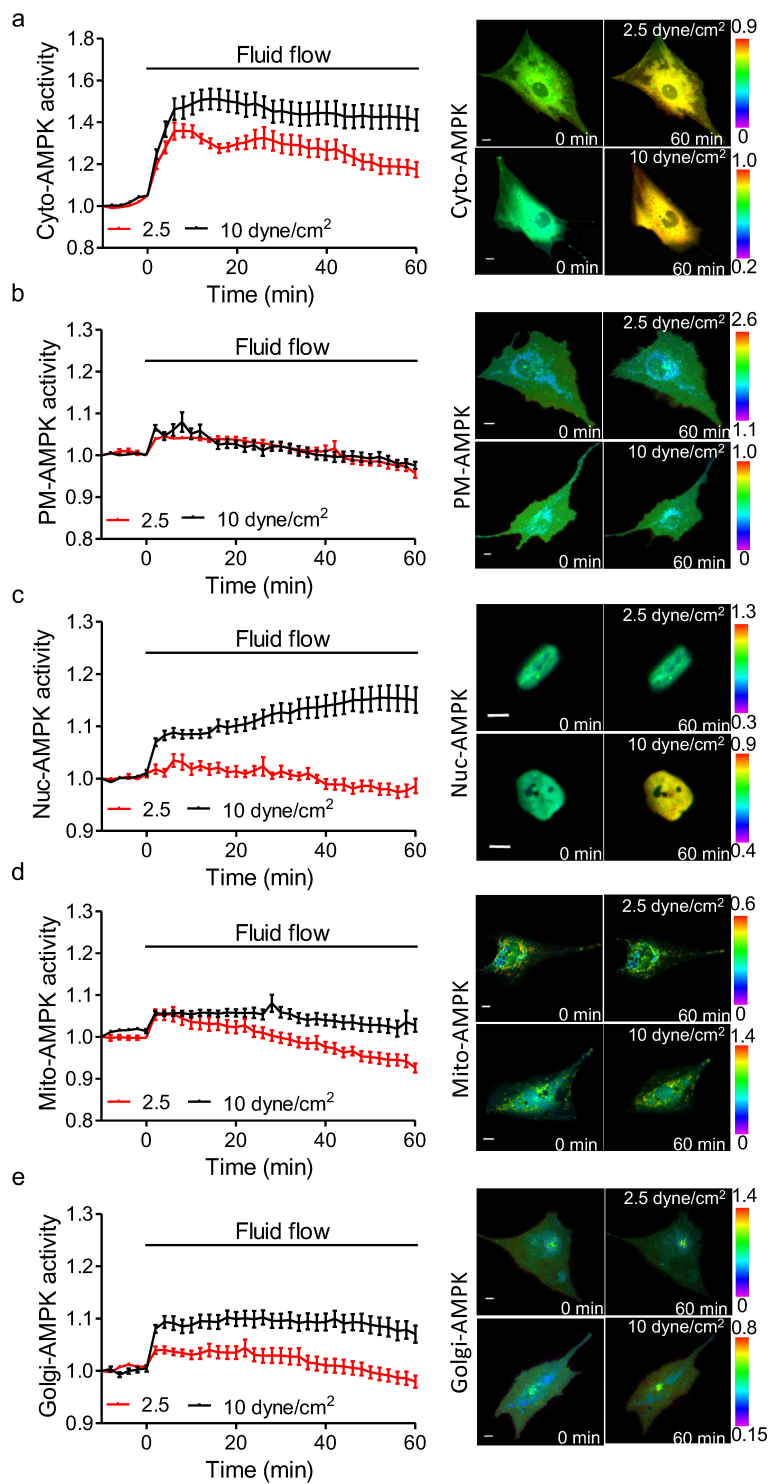 a
Fluid flow
1.8
1.6
1.4
1.2
1.0
0.8
Cyto-AMPK activity
2.5 10 dyne/cm2
0 20 40 60
Time (min)
Cyto-AMPK
0 min
2.5 dyne/cm2
60 min
0.9
0
0 min
10 dyne/cm2
60 min
1.0
0.2
b
Fluid flow
1.3
1.2
1.1
1.0
0.9
0.8
PM-AMPK activity
2.5 10 dyne/cm2
0 20 40 60
Time (min)
PM-AMPK
0 min
2.5 dyne/cm2
60 min
2.6
1.1
0 min
10 dyne/cm2
60 min
1.0
0
c
Fluid flow
1.3
1.2
1.1
1.0
0.9
Nuc-AMPK activity
2.5 10 dyne/cm2
0 20 40 60
Time (min)
Nuc-AMPK
0 min
2.5 dyne/cm2
60 min
1.3
0.3
0 min
10 dyne/cm2
60 min
0.9
0.4
d
Fluid flow
1.3
1.2
1.1
1.0
0.9
0.8
Mito-AMPK activity
2.5 10 dyne/cm2
0 20 40 60
Time (min)
Mito-AMPK
0 min
2.5 dyne/cm2
60 min
0.6
0
0 min
10 dyne/cm2
60 min
1.4
0
e
Fluid flow
1.3
1.2
1.1
1.0
0.9
Golgi-AMPK activity
2.5 10 dyne/cm2
0 20 40 60
Time (min)
Golgi-AMPK
0 min
2.5 dyne/cm2
60 min
1.4
0
0 min
10 dyne/cm2
60 min
0.8
0.15